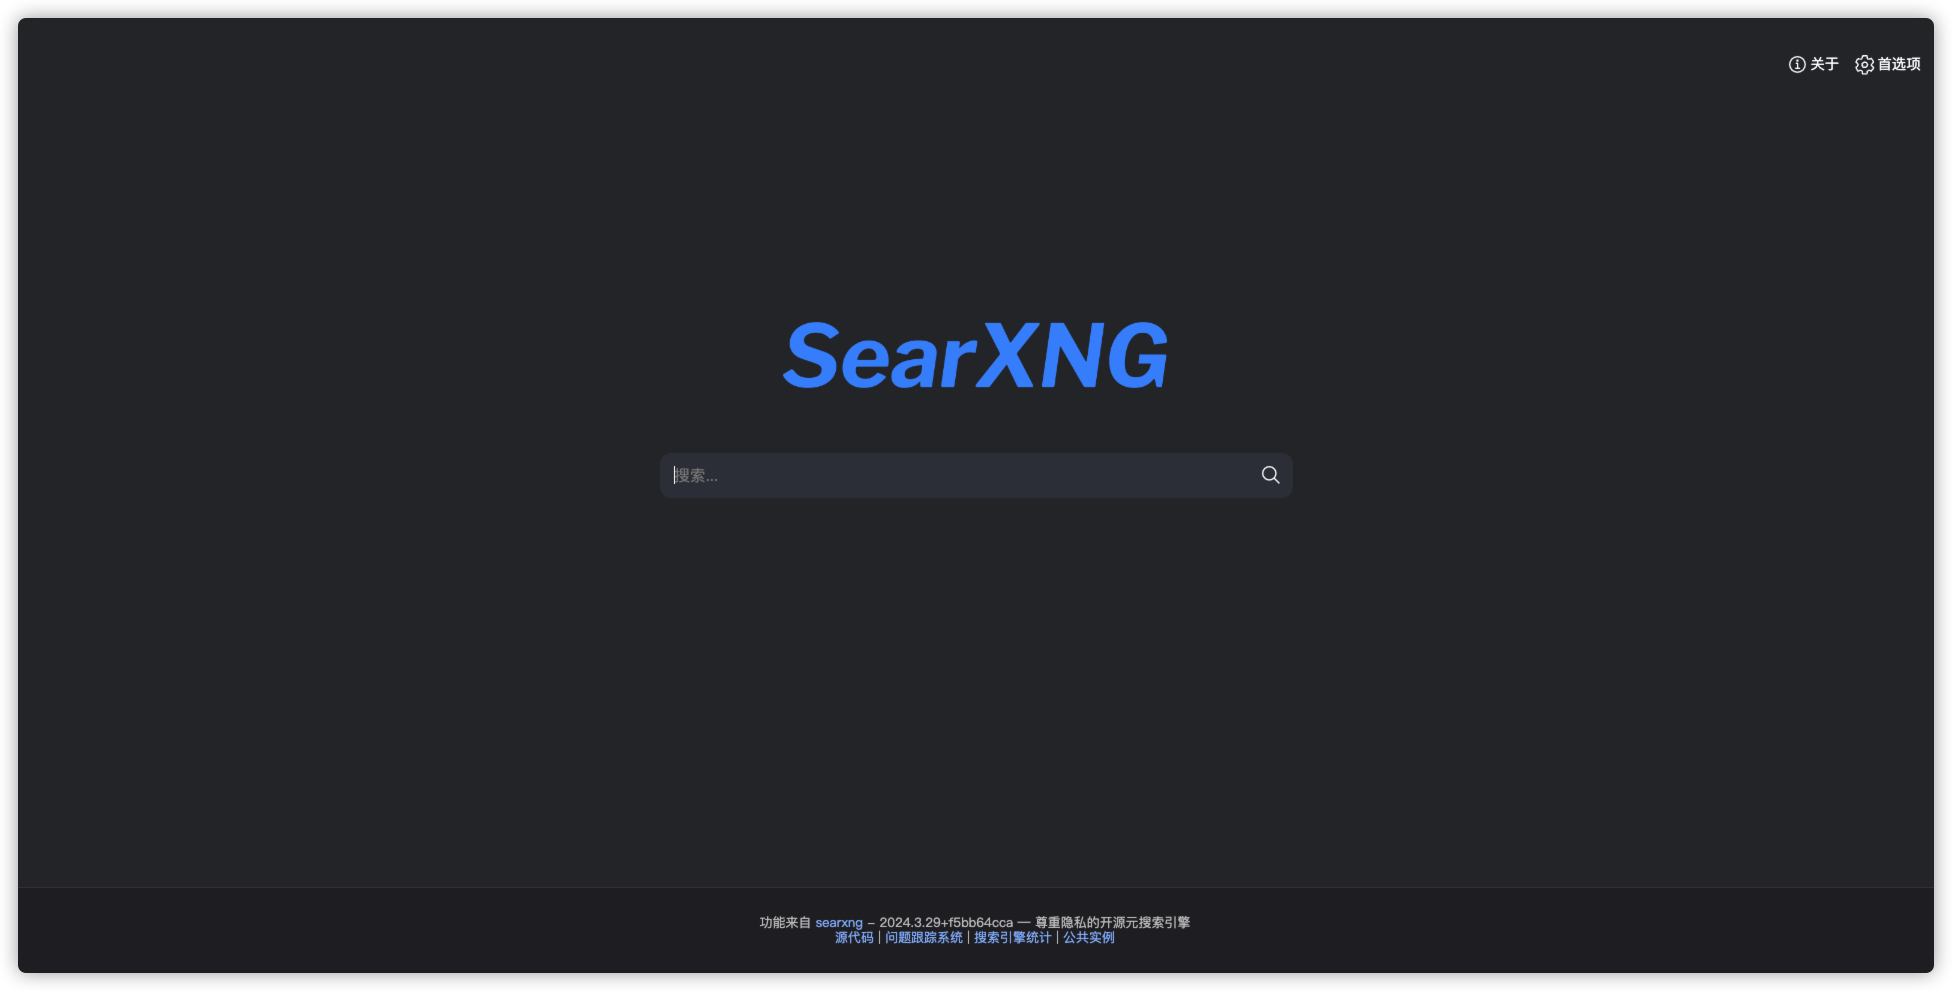 关于 首选项
SearXNG
搜索...
功能来自 searxng – 2024.3.29+f5bb64cca — 尊重隐私的开源元搜索引擎
源代码 | 问题跟踪系统 | 搜索引擎统计 | 公共实例